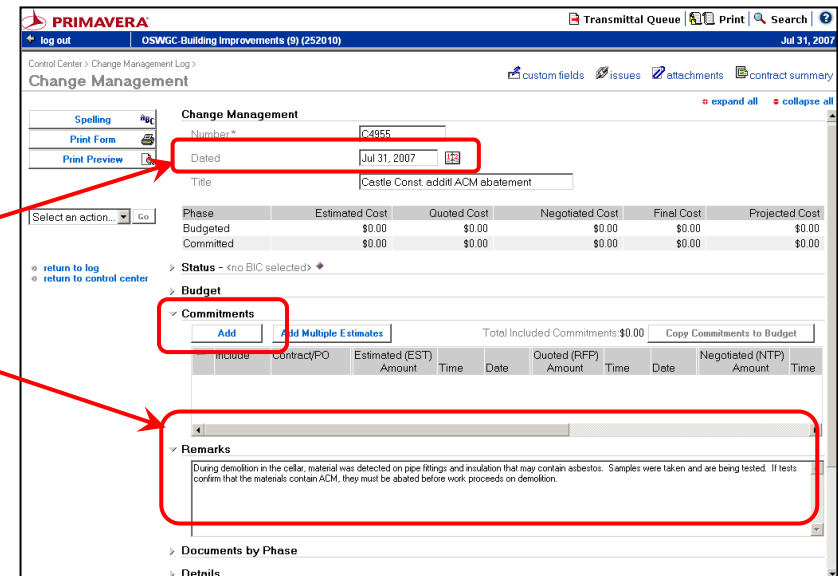 PRIMAVERA
Transmittal Queue Print Search ?
log out OSWGC-Building Improvements (9) (252010) Jul 31, 2007
Control Center > Change Management Log >
Change Management
custom fields issues attachments contract summary
expand all collapse all
Spelling ABC
Print Form
Print Preview
Select an action... Go
return to log
return to control center
Change Management
Number* C4955
Dated Jul 31, 2007
Title Castle Const. additl ACM abatement
Phase Estimated Cost Quoted Cost Negotiated Cost Final Cost Projected Cost
Budgeted $0.00 $0.00 $0.00 $0.00 $0.00
Committed $0.00 $0.00 $0.00 $0.00 $0.00
Status - <no BIC selected>
Budget
Commitments
Add Add Multiple Estimates Total Included Commitments:$0.00 Copy Commitments to Budget
Include Contract/PO Estimated (EST) Quoted (RFP) Negotiated (NTP)
Amount Time Date Amount Time Date Amount Time
Remarks
During demolition in the cellar, material was detected on pipe fittings and insulation that may contain asbestos. Samples were taken and are being tested. If tests
confirm that the materials contain ACM, they must be abated before work proceeds on demolition.
Documents by Phase
Details